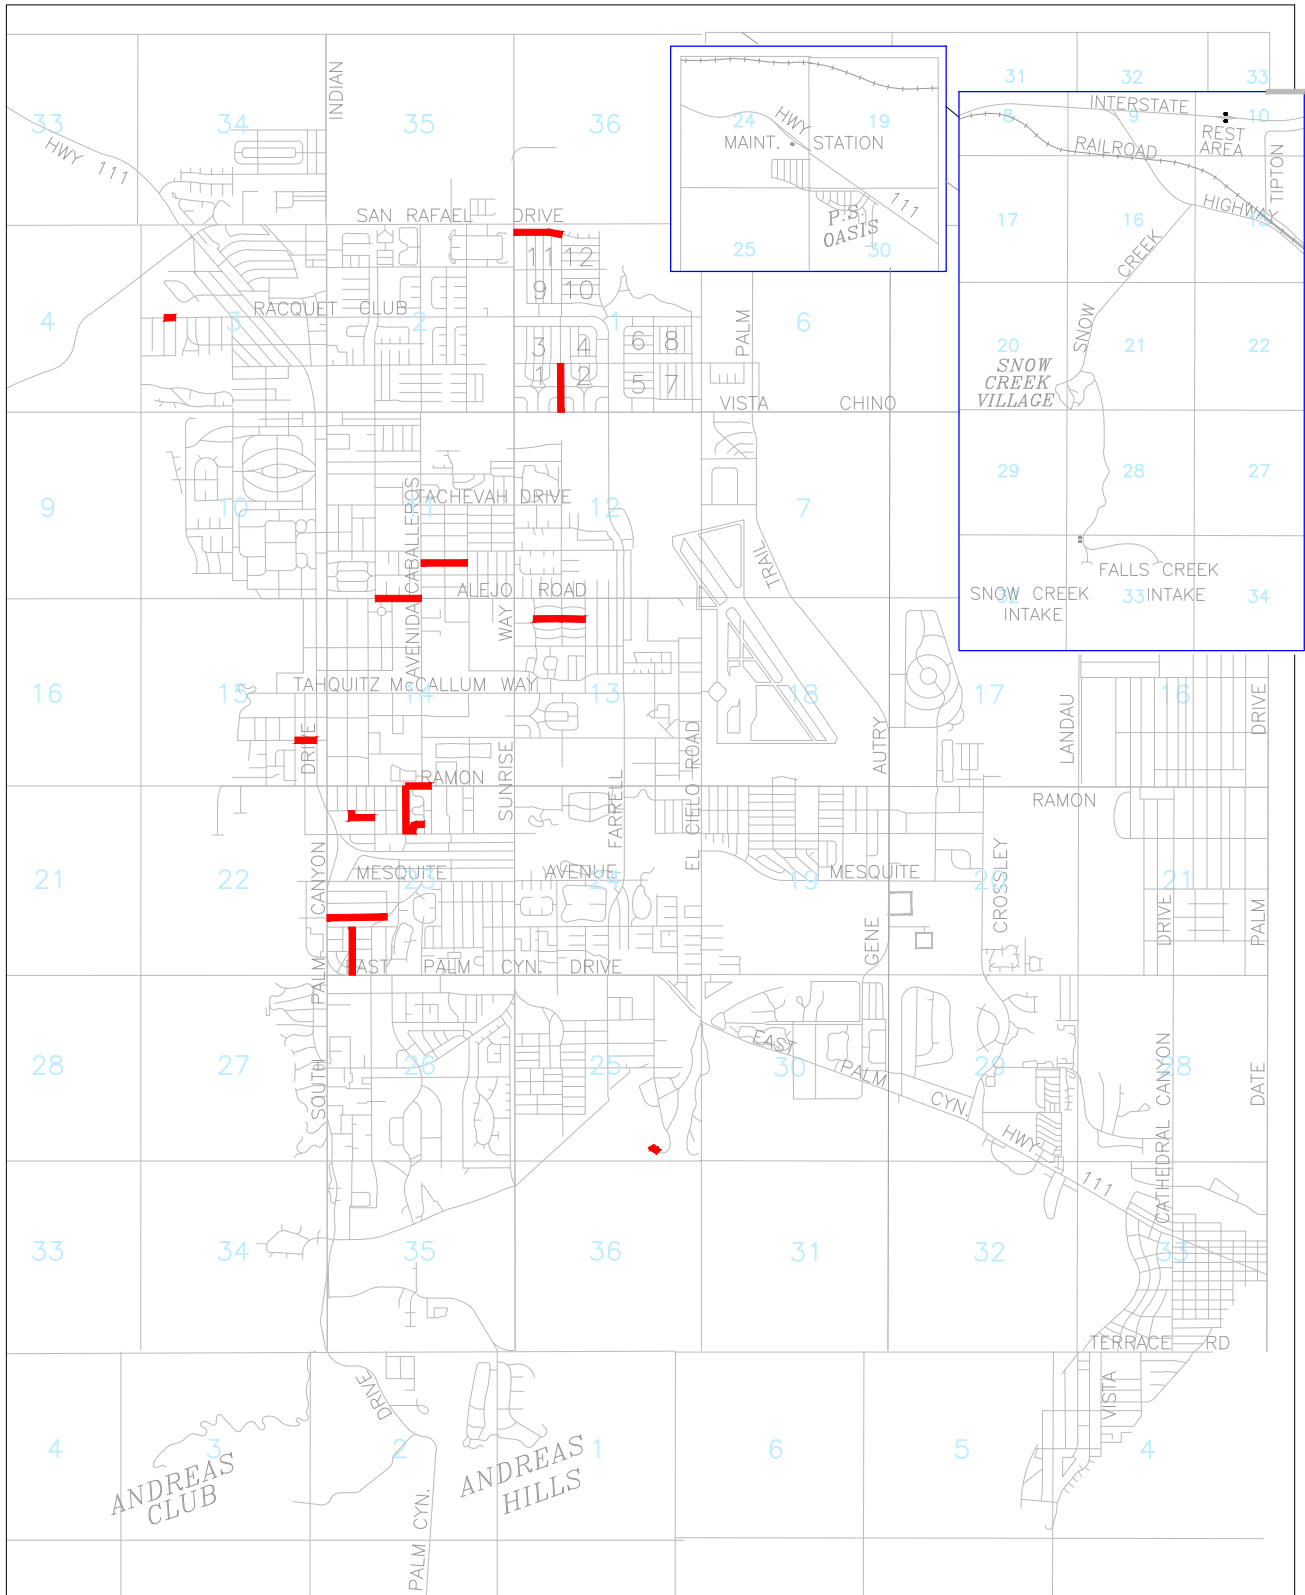 31 32 33
INTERSTATE
8 9 10
REST
AREA
RAILROAD
TIPTON
HIGHWAY
17 16 15
CREEK
SNOW
20 21 22
SNOW
CREEK
VILLAGE
29 28 27
FALLS CREEK
INTAKE
SNOW CREEK
INTAKE
32 33 34
24 19
HWY
MAINT. STATION
111
P.S.
OASIS
25 30
33 34 35 36
HWY 111
INDIAN
SAN RAFAEL DRIVE
11 12
9 10
RACQUET CLUB
4 3 2 1 6
3 4 6 8
1 2 5 7
PALM
VISTA CHINO
9 10 11 12 7
TACHEVAH DRIVE
AVENIDA CABALLEROS
TRAIL
ALEJO ROAD
WAY
TAHQUITZ McCALLUM WAY
16 15 14 13 18 17 16
DRIVE
SUNRISE
EL CIELO ROAD
AUTRY
LANDAU
DRIVE
RAMON
RAMON
FARRELL
MESQUITE AVENUE MESQUITE
21 22 23 24 19 20 21
CROSSLEY
GENE
DRIVE
PALM
SOUTH PALM CANYON
EAST PALM CYN. DRIVE
28 27 26 25 30 29 28
EAST PALM CYN.
HWY 111
CATHEDRAL CANYON
DATE
33 34 35 36 31 32 33
TERRACE RD
VISTA
DRIVE
4 3 2 1 6 5 4
ANDREAS
CLUB
ANDREAS
HILLS
PALM CYN.